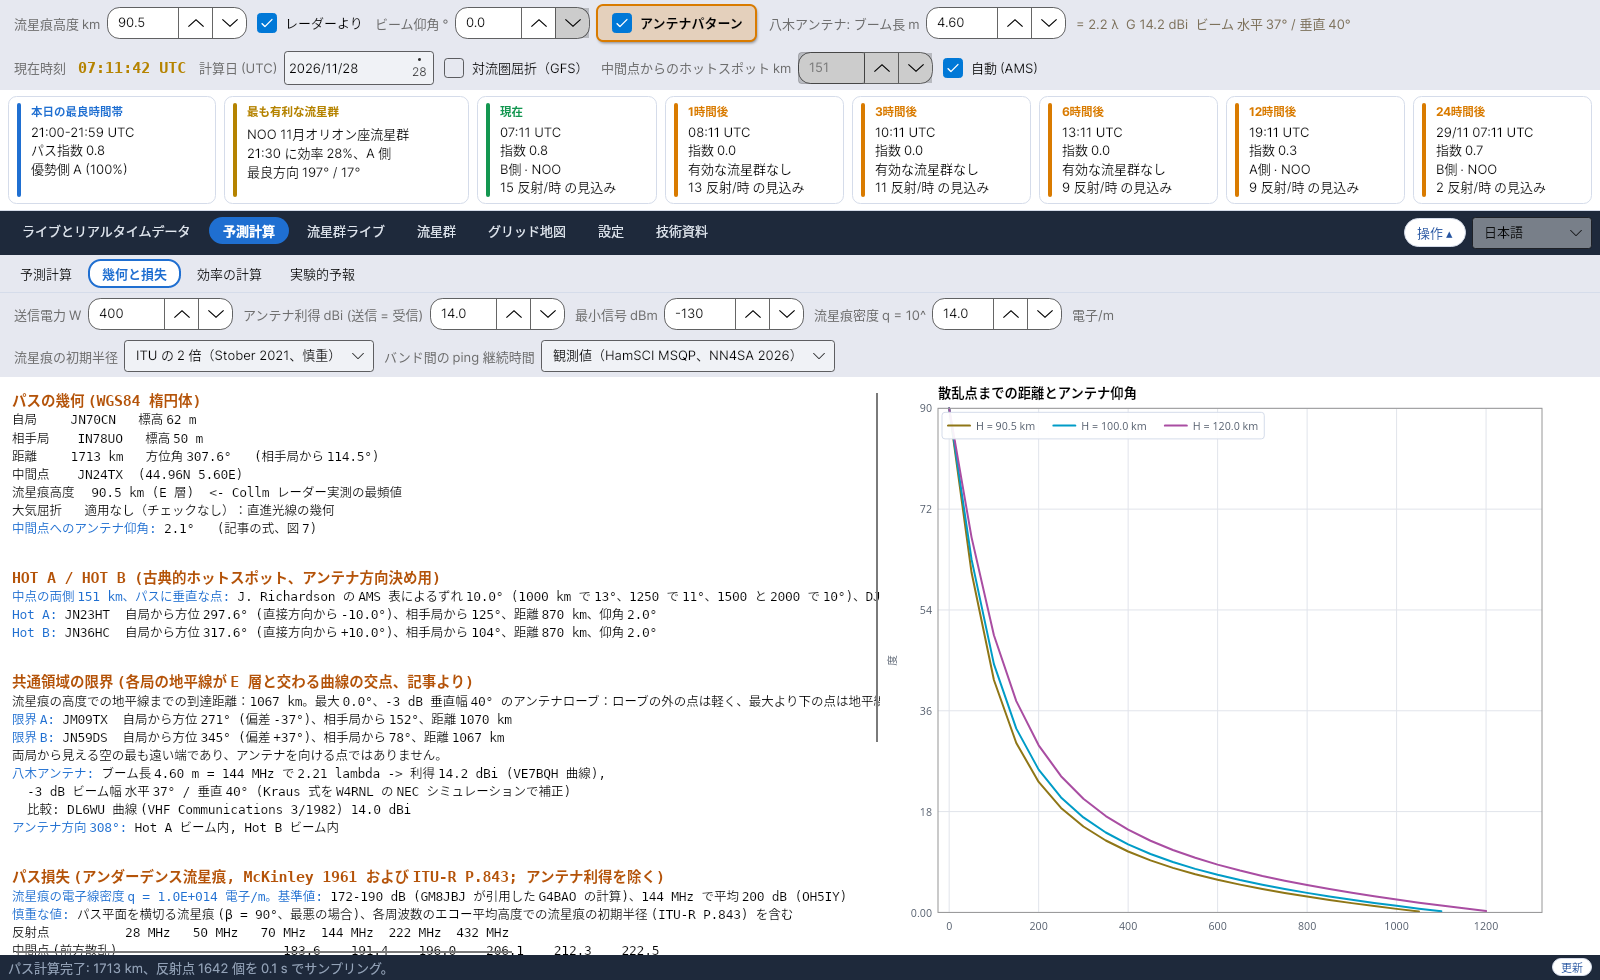 流星痕高度 km 90.5 レーダーより ビーム仰角 ° 0.0 アンテナパターン 八木アンテナ: ブーム長 m 4.60 = 2.2 λ G 14.2 dBi ビーム 水平 37° / 垂直 40°
現在時刻 07:11:42 UTC 計算日 (UTC) 2026/11/28 28 対流圏屈折（GFS） 中間点からのホットスポット km 151 自動 (AMS)
本日の最良時間帯
21:00-21:59 UTC
パス指数 0.8
優勢側 A (100%)
最も有利な流星群
NOO 11月オリオン座流星群
21:30 に効率 28%、A 側
最良方向 197° / 17°
現在
07:11 UTC
指数 0.8
B側 · NOO
15 反射/時 の見込み
1時間後
08:11 UTC
指数 0.0
有効な流星群なし
13 反射/時 の見込み
3時間後
10:11 UTC
指数 0.0
有効な流星群なし
11 反射/時 の見込み
6時間後
13:11 UTC
指数 0.0
有効な流星群なし
9 反射/時 の見込み
12時間後
19:11 UTC
指数 0.3
A側 · NOO
9 反射/時 の見込み
24時間後
29/11 07:11 UTC
指数 0.7
B側 · NOO
2 反射/時 の見込み
ライブとリアルタイムデータ 予測計算 流星群ライブ 流星群 グリッド地図 設定 技術資料 操作 ▴ 日本語
予測計算 幾何と損失 効率の計算 実験的予報
送信電力 W 400 アンテナ利得 dBi (送信 = 受信) 14.0 最小信号 dBm -130 流星痕密度 q = 10^ 14.0 電子/m
流星痕の初期半径 ITU の 2 倍（Stober 2021、慎重） バンド間の ping 継続時間 観測値（HamSCI MSQP、NN4SA 2026）
パスの幾何 (WGS84 楕円体)
自局 JN70CN 標高 62 m
相手局 IN78UO 標高 50 m
距離 1713 km 方位角 307.6° (相手局から 114.5°)
中間点 JN24TX (44.96N 5.60E)
流星痕高度 90.5 km (E 層) <- Collm レーダー実測の最頻値
大気屈折 適用なし（チェックなし）：直進光線の幾何
中間点へのアンテナ仰角: 2.1° (記事の式、図 7)
HOT A / HOT B (古典的ホットスポット、アンテナ方向決め用)
中点の両側 151 km、パスに垂直な点: J. Richardson の AMS 表によるずれ 10.0° (1000 km で 13°、1250 で 11°、1500 と 2000 で 10°)、DJ
Hot A: JN23HT 自局から方位 297.6° (直接方向から -10.0°)、相手局から 125°、距離 870 km、仰角 2.0°
Hot B: JN36HC 自局から方位 317.6° (直接方向から +10.0°)、相手局から 104°、距離 870 km、仰角 2.0°
共通領域の限界 (各局の地平線が E 層と交わる曲線の交点、記事より)
流星痕の高度での地平線までの到達距離：1067 km。最大 0.0°、-3 dB 垂直幅 40° のアンテナローブ：ローブの外の点は軽く、最大より下の点は地平線
限界 A: JM09TX 自局から方位 271° (偏差 -37°)、相手局から 152°、距離 1070 km
限界 B: JN59DS 自局から方位 345° (偏差 +37°)、相手局から 78°、距離 1067 km
両局から見える空の最も遠い端であり、アンテナを向ける点ではありません。
八木アンテナ: ブーム長 4.60 m = 144 MHz で 2.21 lambda -> 利得 14.2 dBi (VE7BQH 曲線),
-3 dB ビーム幅 水平 37° / 垂直 40° (Kraus 式を W4RNL の NEC シミュレーションで補正)
比較: DL6WU 曲線 (VHF Communications 3/1982) 14.0 dBi
アンテナ方向 308°: Hot A ビーム内, Hot B ビーム内
パス損失 (アンダーデンス流星痕, McKinley 1961 および ITU-R P.843; アンテナ利得を除く)
流星痕の電子線密度 q = 1.0E+014 電子/m。基準値: 172-190 dB (GM8JBJ が引用した G4BAO の計算)、144 MHz で平均 200 dB (OH5IY)
慎重な値: パス平面を横切る流星痕 (β = 90°、最悪の場合)、各周波数のエコー平均高度での流星痕の初期半径 (ITU-R P.843) を含む
反射点 28 MHz 50 MHz 70 MHz 144 MHz 222 MHz 432 MHz
中間点 (前方散乱) 183.6 191.4 196.0 206.1 212.3 222.5
散乱点までの距離とアンテナ仰角
H = 90.5 km H = 100.0 km H = 120.0 km
度
90
72
54
36
18
0.00
0 200 400 600 800 1000 1200
パス計算完了: 1713 km、反射点 1642 個を 0.1 s でサンプリング。 更新